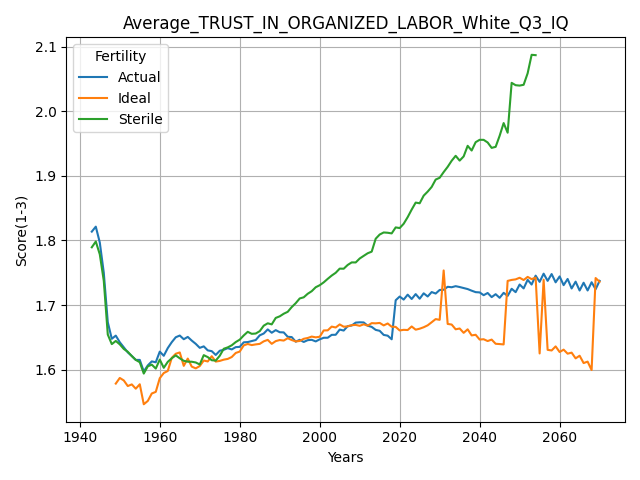 Average_TRUST_IN_ORGANIZED_LABOR_White_Q3_IQ
Fertility
Actual
Ideal
Sterile
Score(1-3)
2.1
2.0
1.9
1.8
1.7
1.6
1940
1960
1980
2000
2020
2040
2060
Years